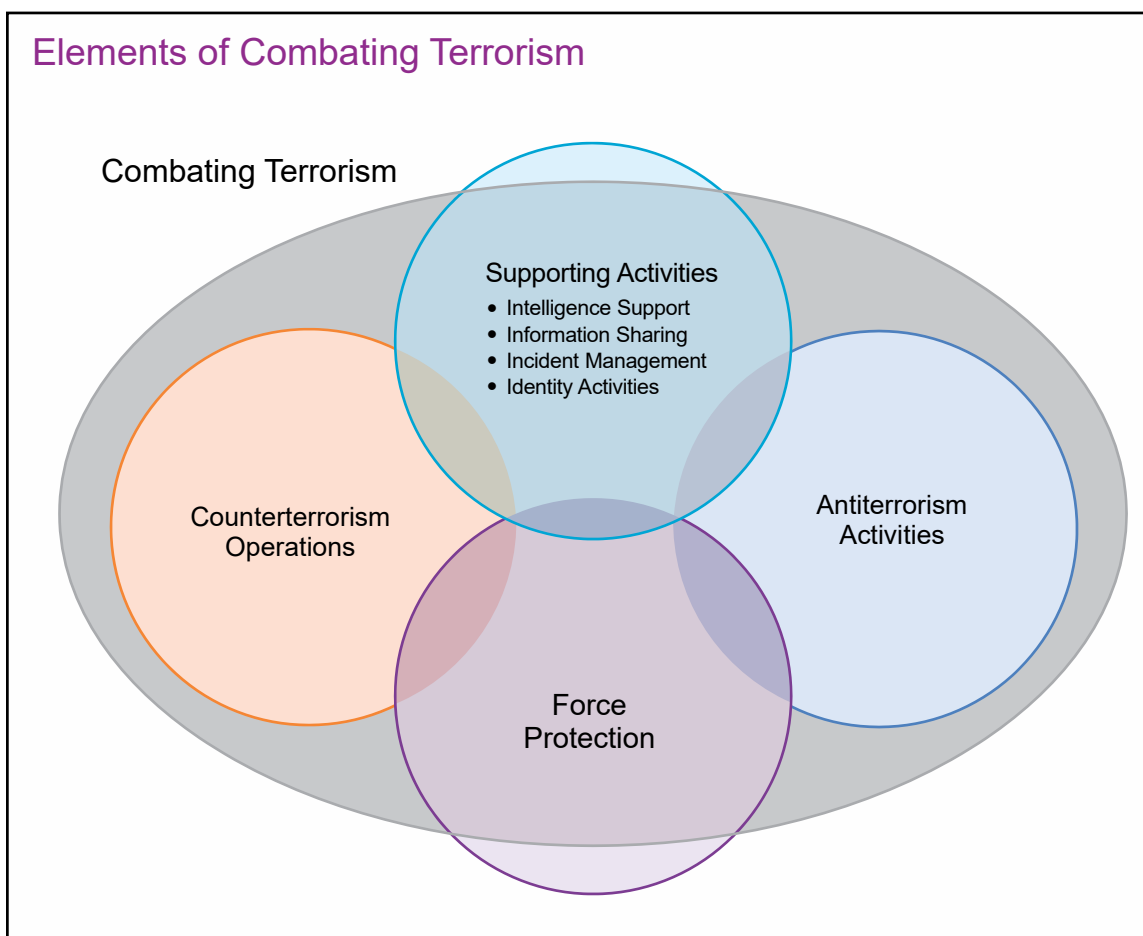 Elements of Combating Terrorism
Combating Terrorism
Supporting Activities
• Intelligence Support
• Information Sharing
• Incident Management
• Identity Activities
Counterterrorism
Operations
Antiterrorism
Activities
Force
Protection